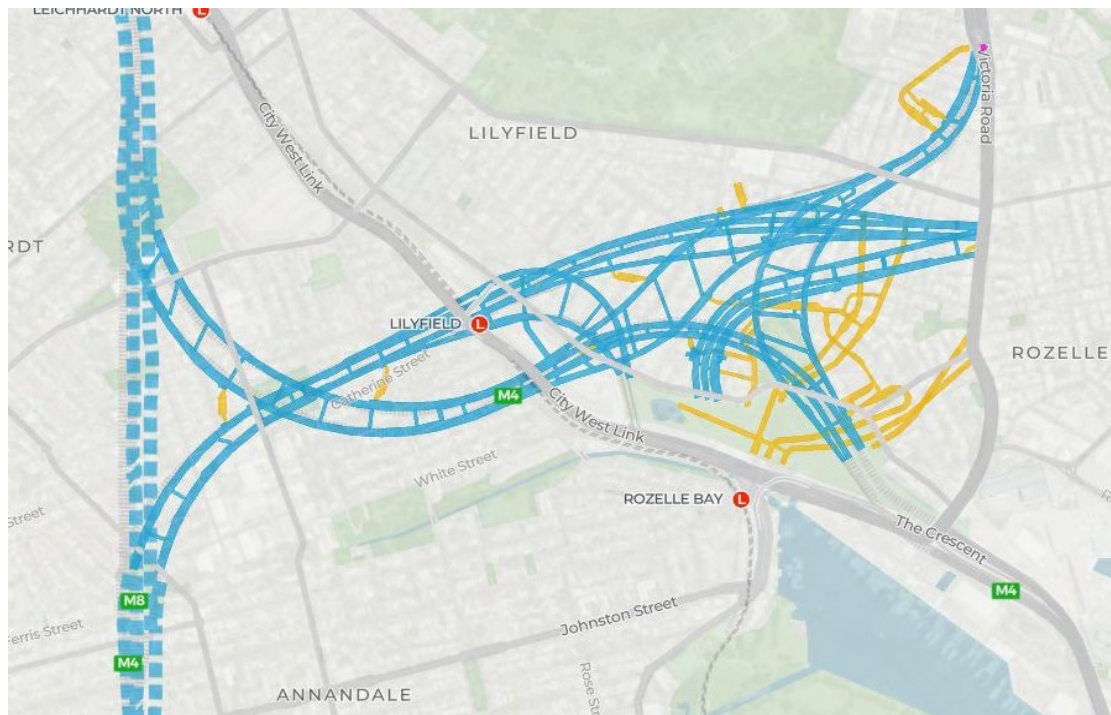 LEICHHARDT NORTH L
Victoria Road
City West Link
LILYFIELD
RDT
LILYFIELD L
Catherine Street
M4
ROZELLE
City West Link
White Street
ROZELLE BAY L
Street
The Crescent
M4
M8
Johnston Street
Ferris Street
M4
Rose Str
ANNANDALE